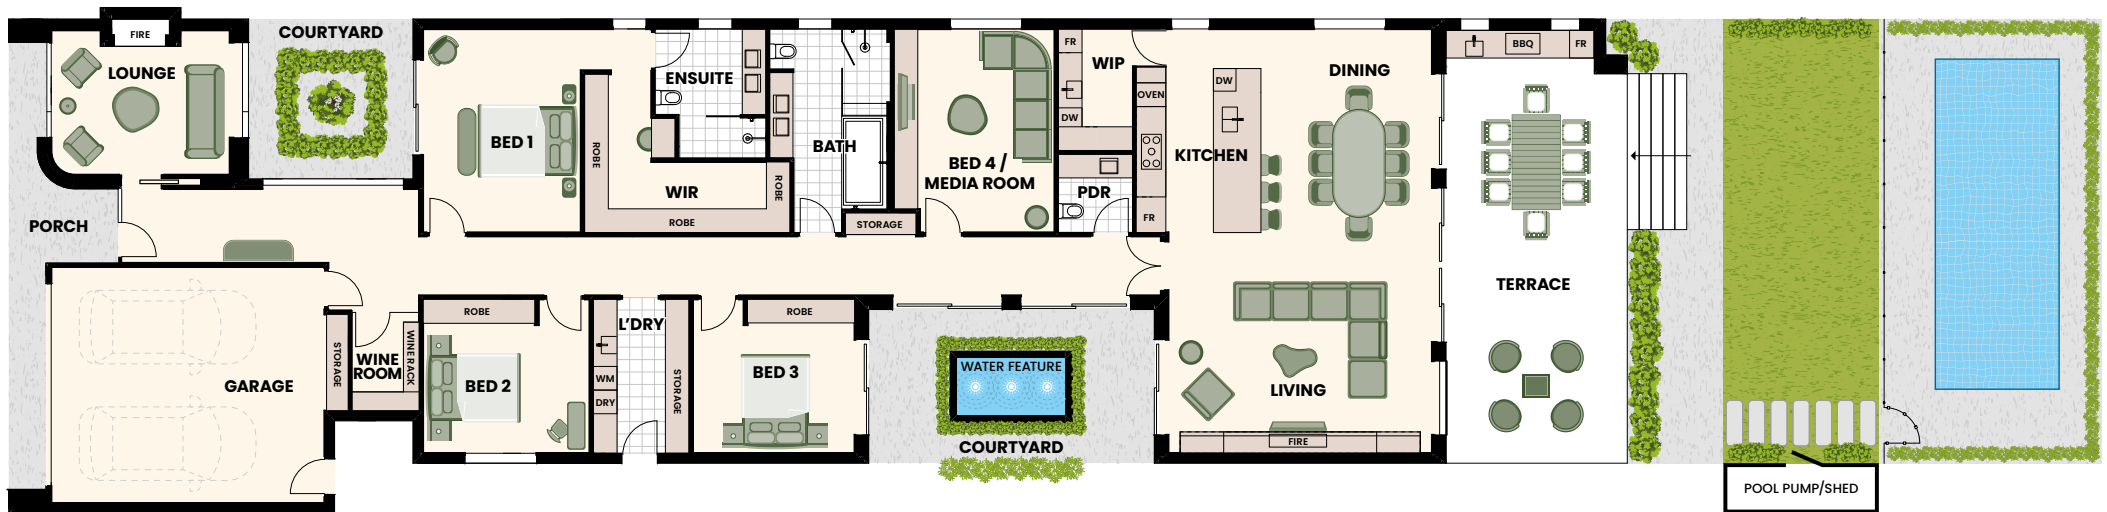 FIRE
LOUNGE
COURTYARD
PORCH
GARAGE
STORAGE
WINE
ROOM
WINE RACK
BED 1
ROBE
WIR
ROBE
ROBE
ENSUITE
BATH
STORAGE
BED 4 /
MEDIA ROOM
FR
DW
WIP
PDR
OVEN
FR
KITCHEN
DW
DINING
BBQ
FR
TERRACE
ROBE
BED 2
L'DRY
WM
DRY
STORAGE
ROBE
BED 3
WATER FEATURE
COURTYARD
LIVING
FIRE
POOL PUMP/SHED